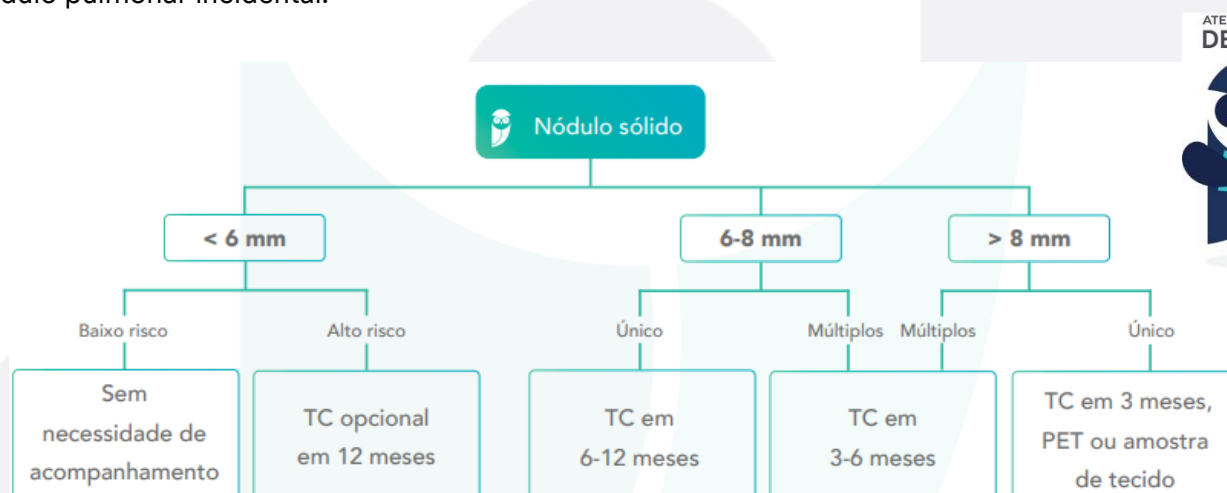 pulmonar incidental.
Nódulo sólido
< 6 mm
6-8 mm
> 8 mm
Baixo risco
Alto risco
Único
Múltiplos
Múltiplos
Único
Sem
necessidade de
acompanhamento
TC opcional
em 12 meses
TC em
6-12 meses
TC em
3-6 meses
TC em 3 meses,
PET ou amostra
de tecido